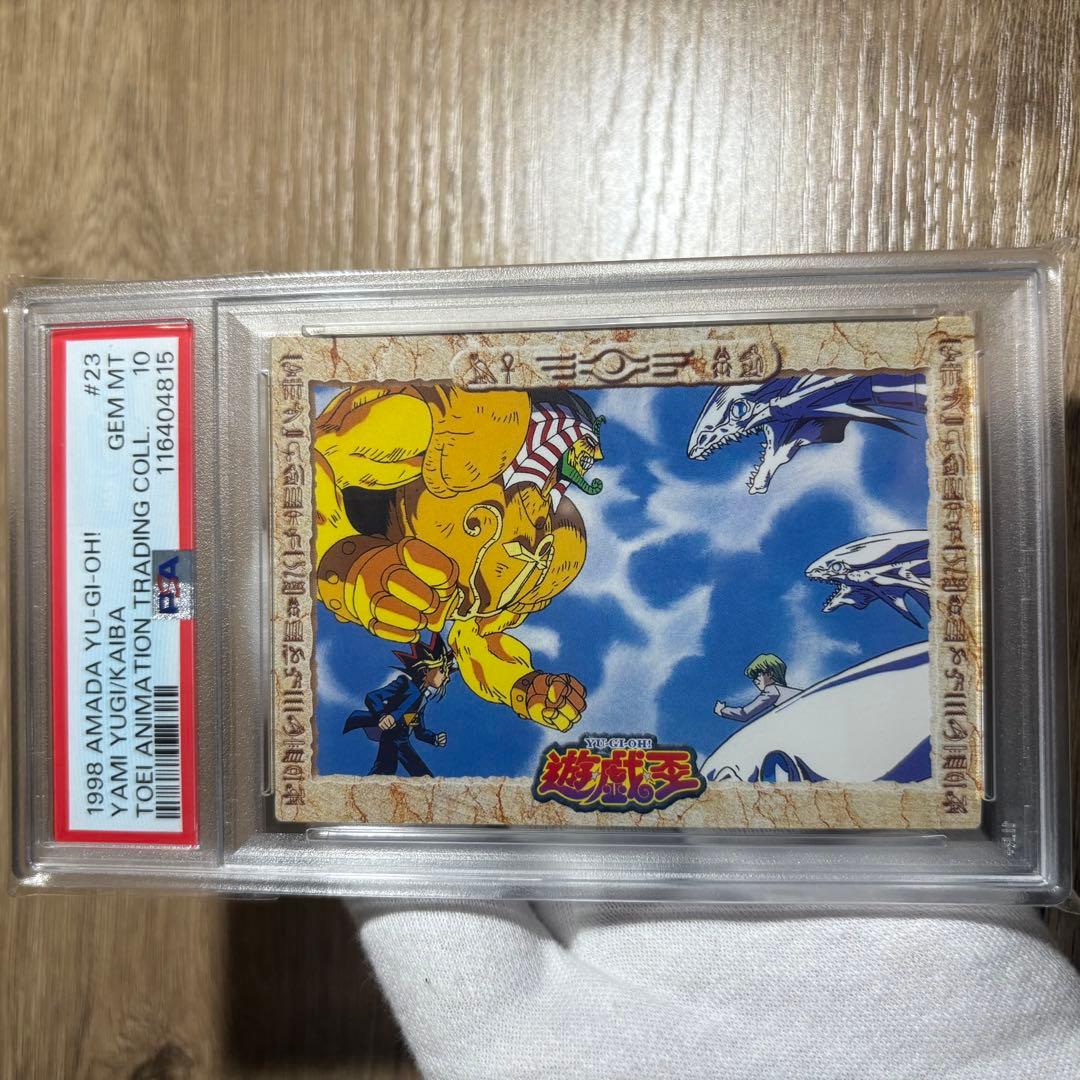 1998 AMADA YU-GI-OH! #23
YAMI YUGI/KAIBA GEM MT
TOEI ANIMATION TRADING COLL. 10
PSA 116404815
YU-GI-OH!
遊戯王